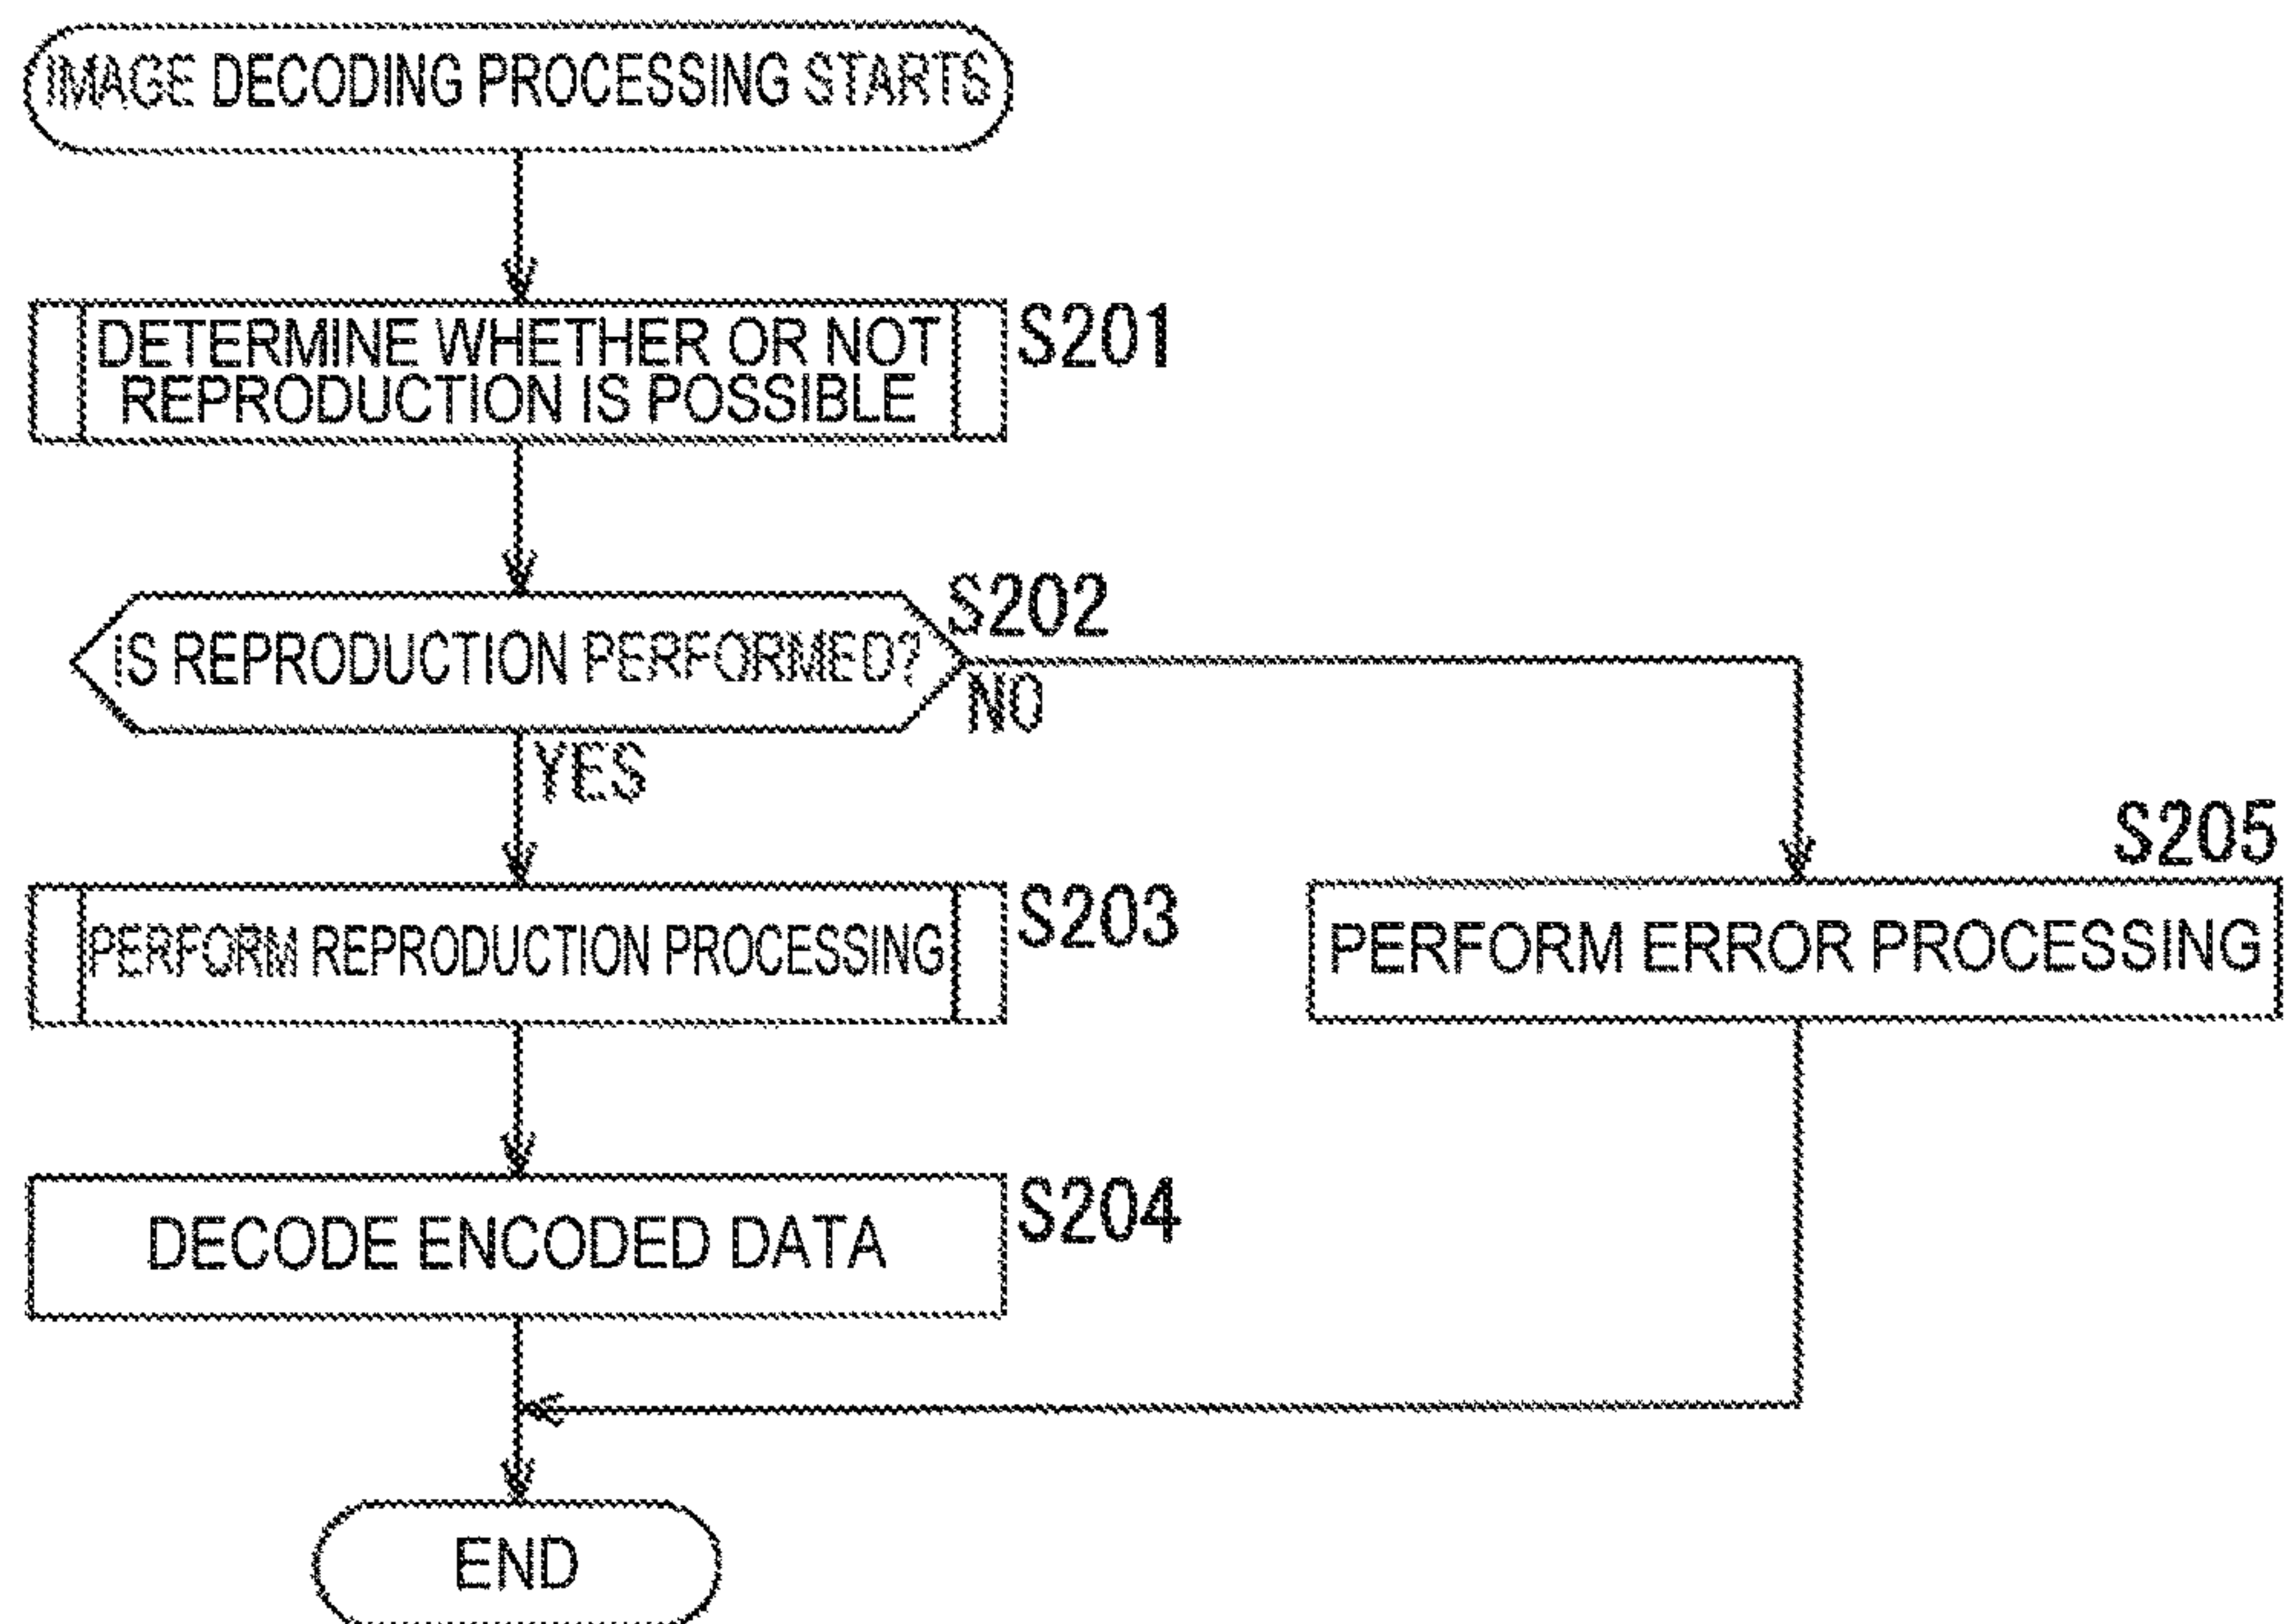 IMAGE DECODING PROCESSING STARTS
DETERMINE WHETHER OR NOT
REPRODUCTION IS POSSIBLE
S201
IS REPRODUCTION PERFORMED?
S202
NO
YES
PERFORM REPRODUCTION PROCESSING
S203
S205
PERFORM ERROR PROCESSING
DECODE ENCODED DATA
S204
END